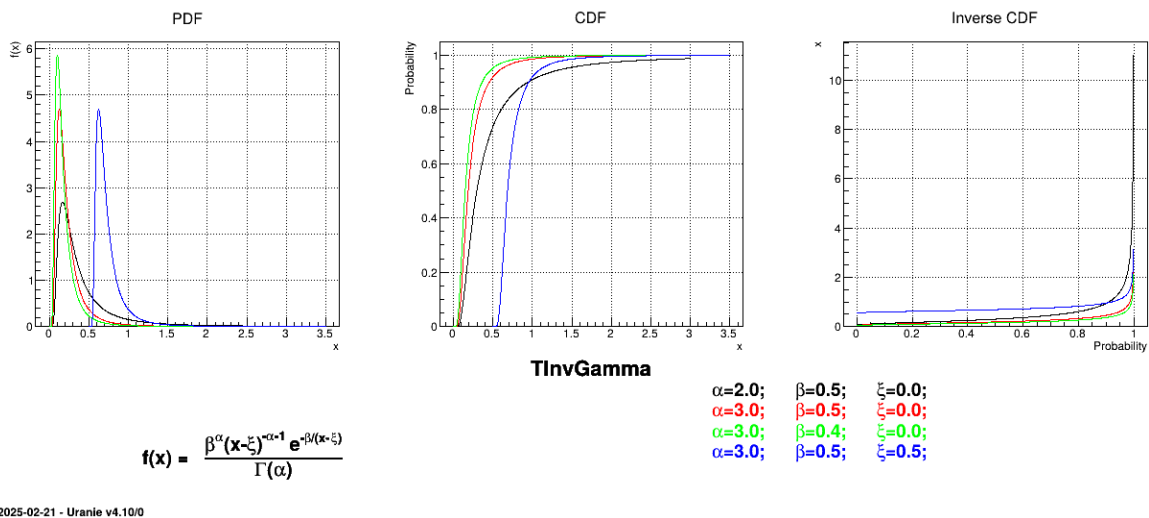 PDF
f(x)
6
5
4
3
2
1
0
0 0.5 1 1.5 2 2.5 3 3.5
x
CDF
Probability
1
0.8
0.6
0.4
0.2
0
0 0.5 1 1.5 2 2.5 3 3.5
x
Inverse CDF
x
10
8
6
4
2
0
0 0.2 0.4 0.6 0.8 1
Probability
TInvGamma
α=2.0; β=0.5; ξ=0.0;
α=3.0; β=0.5; ξ=0.0;
α=3.0; β=0.4; ξ=0.0;
α=3.0; β=0.5; ξ=0.5;
f(x) = β^α(x-ξ)^-α-1 e^-β/(x-ξ)
Γ(α)
2025-02-21 - Uranie v4.10/0